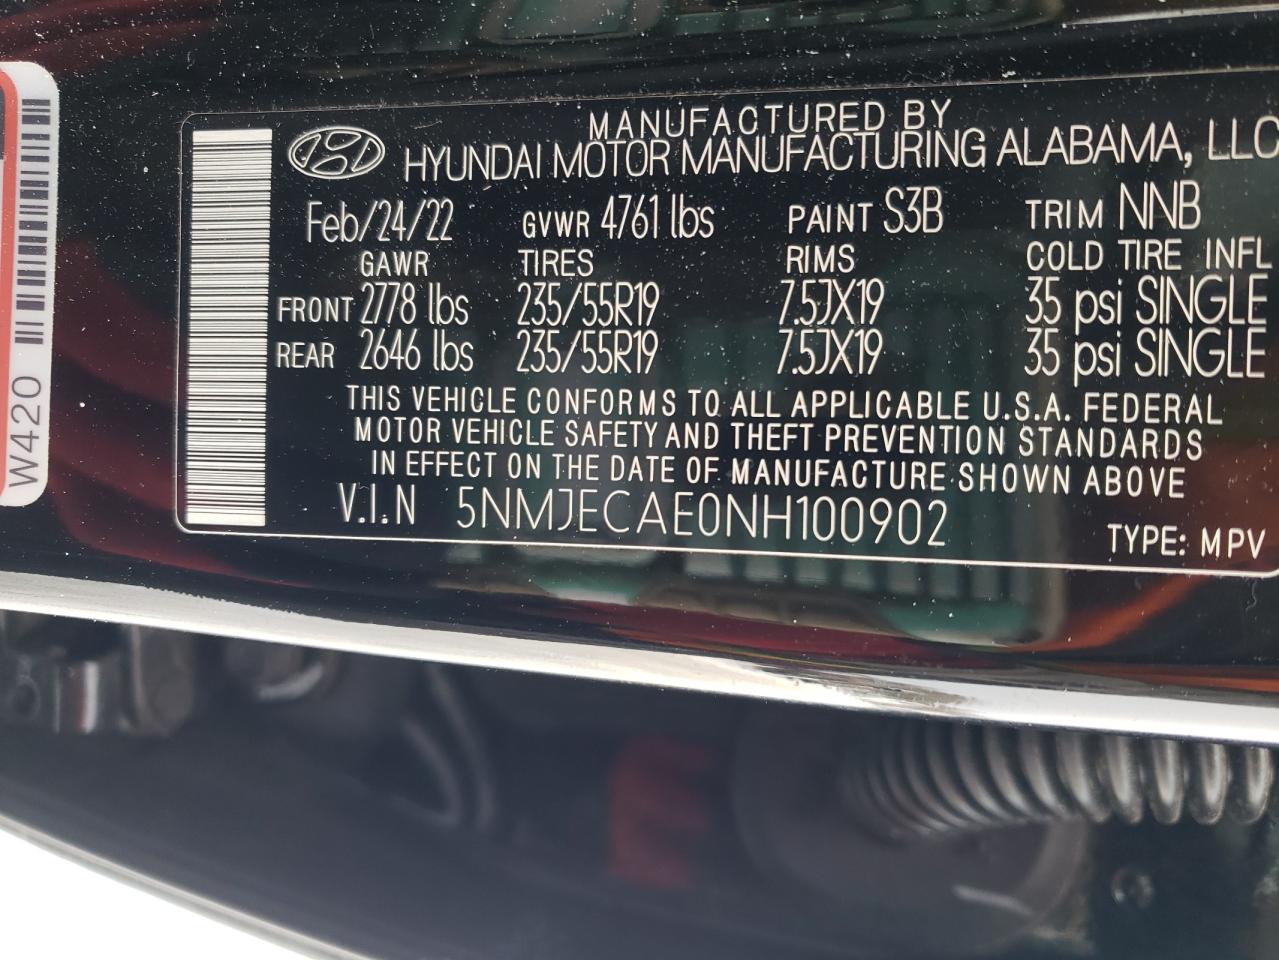 MANUFACTURED BY
HYUNDAI MOTOR MANUFACTURING ALABAMA, LLC
Feb/24/22 GVWR 4761 lbs PAINT S3B TRIM NNB
GAWR TIRES RIMS COLD TIRE INFL
FRONT 2778 lbs 235/55R19 7.5JX19 35 psi SINGLE
REAR 2646 lbs 235/55R19 7.5JX19 35 psi SINGLE
THIS VEHICLE CONFORMS TO ALL APPLICABLE U.S.A. FEDERAL
MOTOR VEHICLE SAFETY AND THEFT PREVENTION STANDARDS
IN EFFECT ON THE DATE OF MANUFACTURE SHOWN ABOVE
V.I.N 5NMJECAE0NH100902
TYPE: MPV
W420